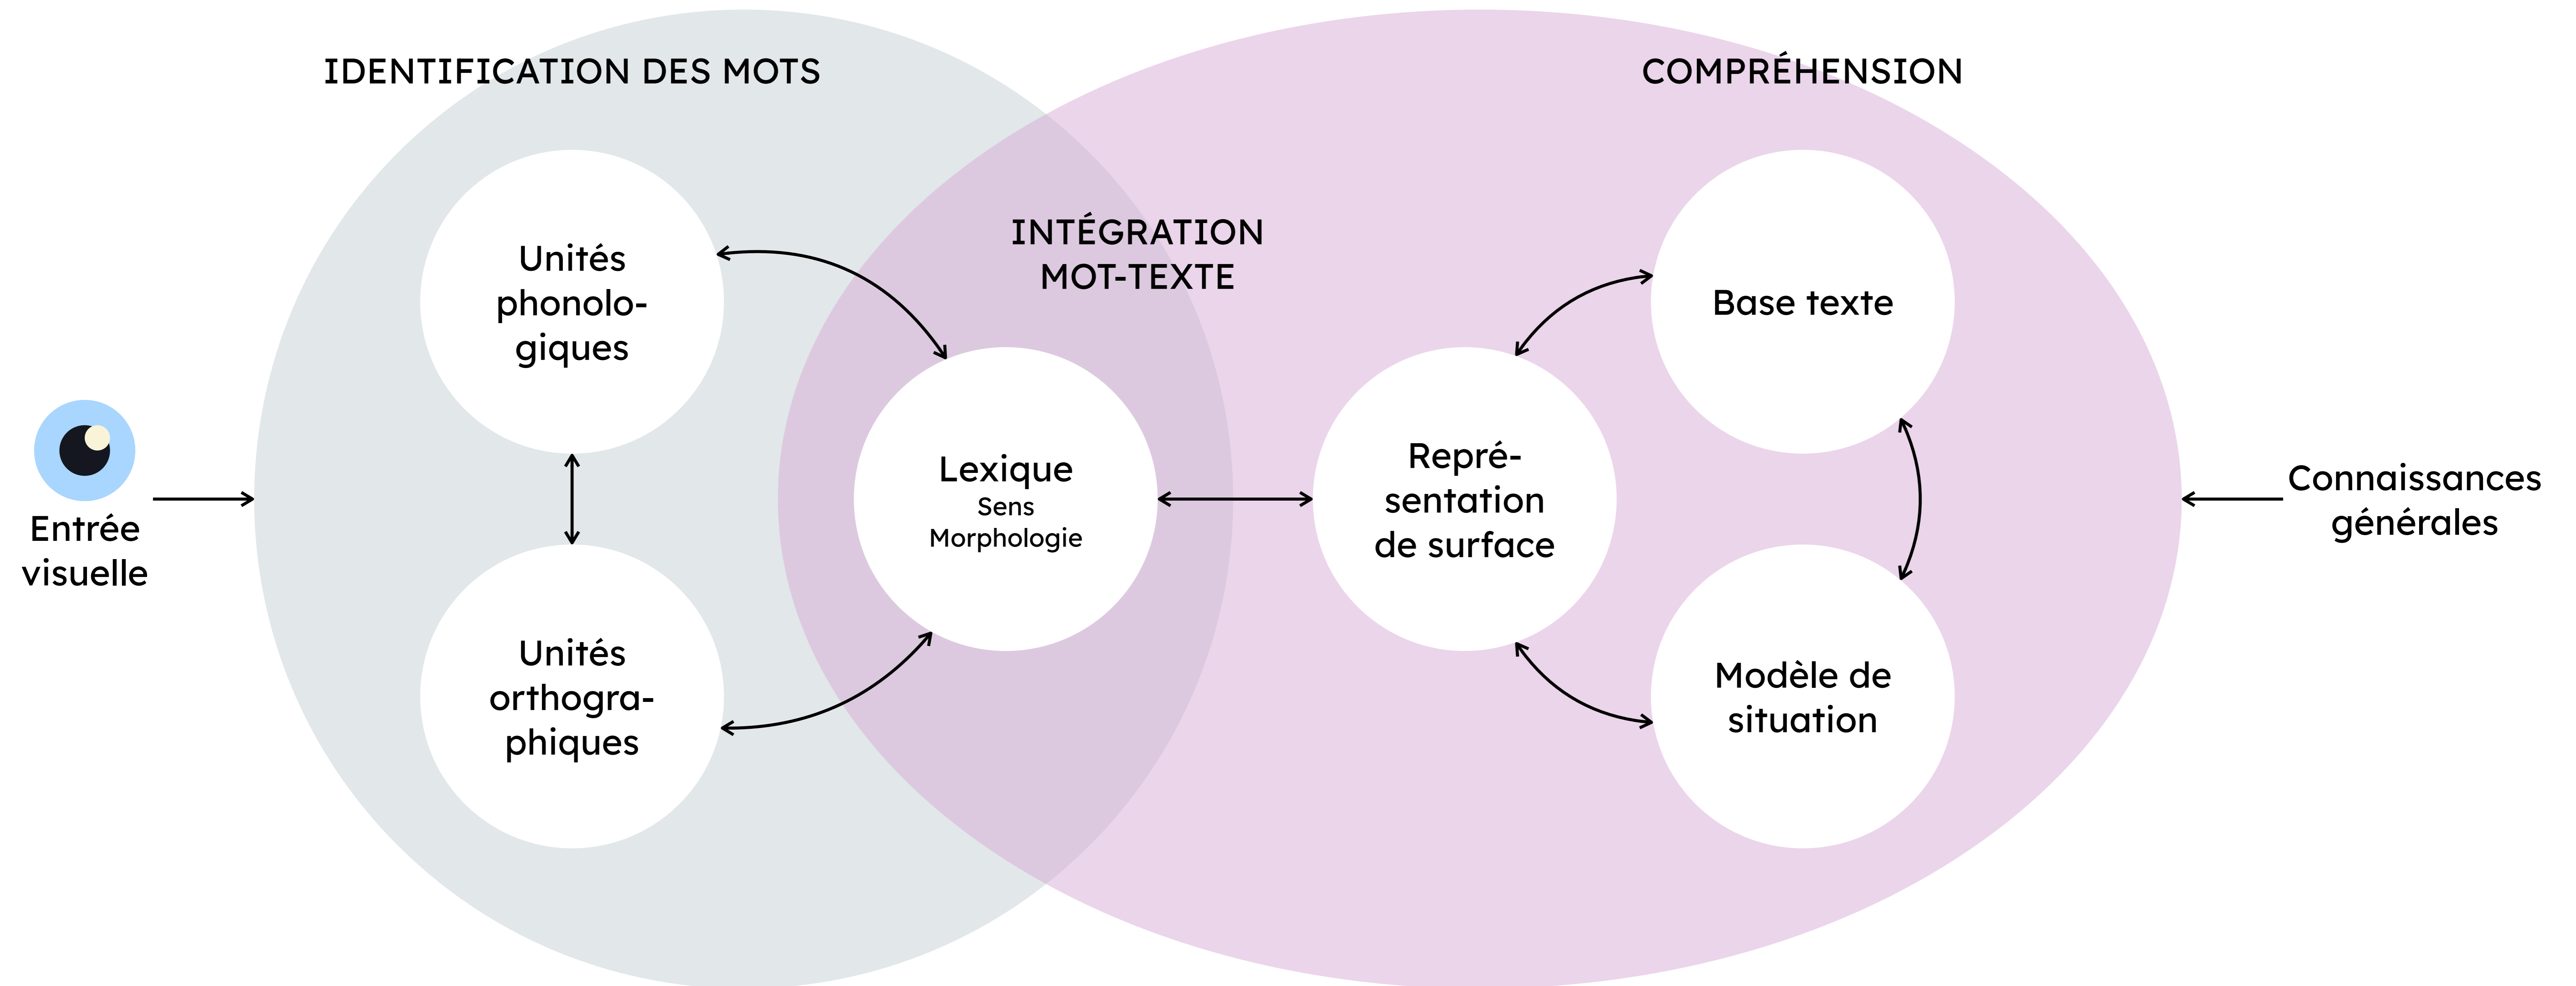 IDENTIFICATION DES MOTS
COMPRÉHENSION
INTÉGRATION
MOT-TEXTE
Entrée
visuelle
Unités
phonolo-
giques
Unités
orthogra-
phiques
Lexique
Sens
Morphologie
Repré-
sentation
de surface
Base texte
Modèle de
situation
Connaissances
générales